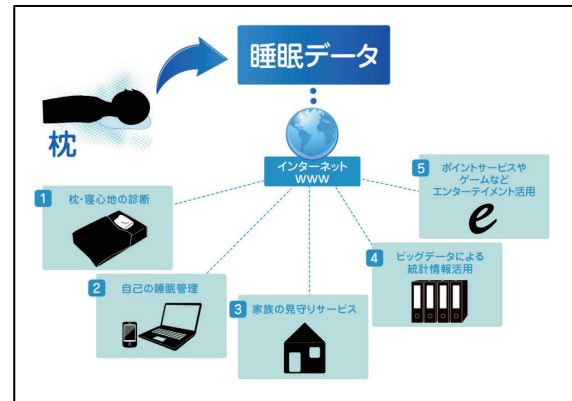 睡眠データ
枕
インターネット
WWW
1 枕・寝心地の診断
2 自己の睡眠管理
3 家族の見守りサービス
4 ビッグデータによる
統計情報活用
5 ポイントサービスや
ゲームなど
エンターテイメント活用
e